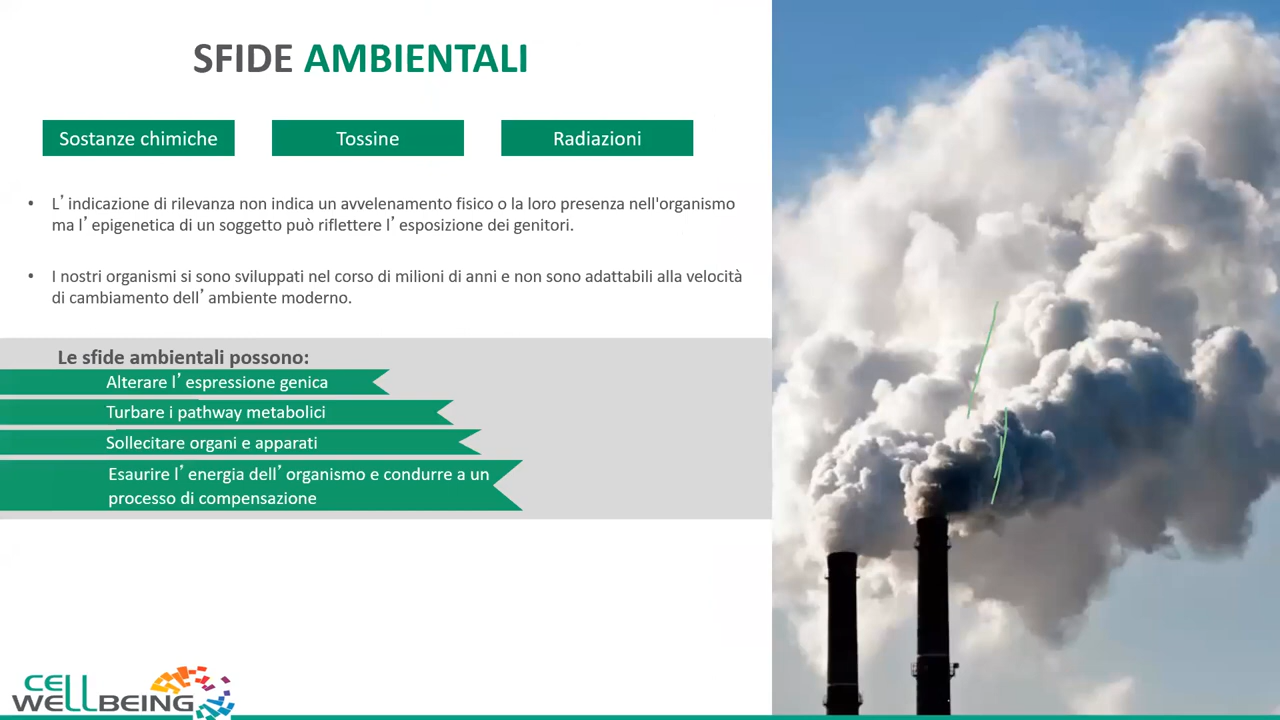 SFIDE AMBIENTALI
Sostanze chimiche
Tossine
Radiazioni
• L’indicazione di rilevanza non indica un avvelenamento fisico o la loro presenza nell'organismo
ma l’epigenetica di un soggetto può riflettere l’esposizione dei genitori.
• I nostri organismi si sono sviluppati nel corso di milioni di anni e non sono adattabili alla velocità
di cambiamento dell’ambiente moderno.
Le sfide ambientali possono:
Alterare l’espressione genica
Turbare i pathway metabolici
Sollecitare organi e apparati
Esaurire l’energia dell’organismo e condurre a un
processo di compensazione
CELL
WELLBEING